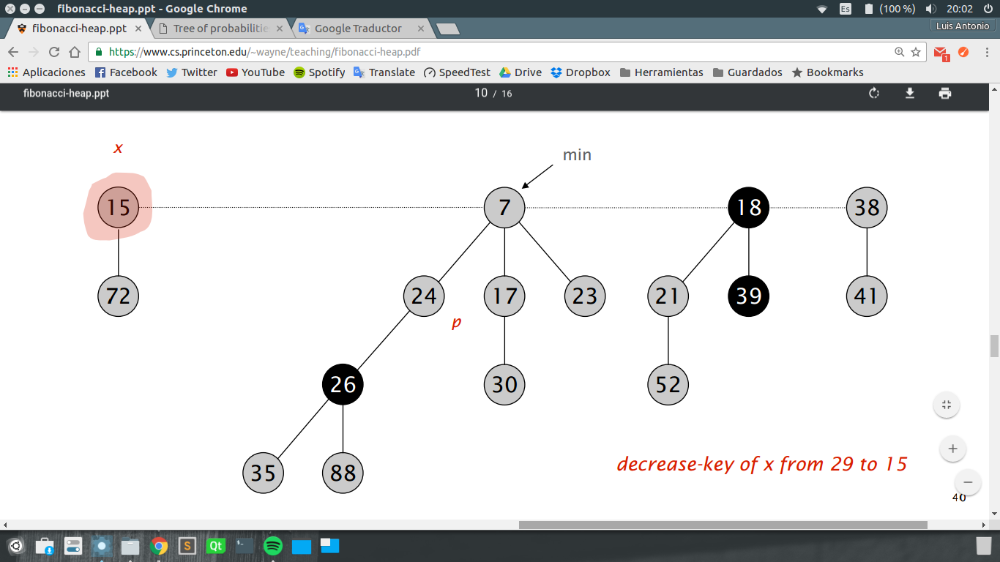 fibonacci-heap.ppt - Google Chrome
Es
(100 %)
20:02
fibonacci-heap.ppt
Tree of probabilitie
Google Traductor
Luis Antonio
https://www.cs.princeton.edu/~wayne/teaching/fibonacci-heap.pdf
1
Aplicaciones Facebook Twitter YouTube Spotify Translate SpeedTest Drive Dropbox Herramientas Guardados Bookmarks
fibonacci-heap.ppt
10 / 16
x
min
15 7 18 38
72 24 17 23 21 39 41
p
26 30 52
35 88
decrease-key of x from 29 to 15
40
S Qt